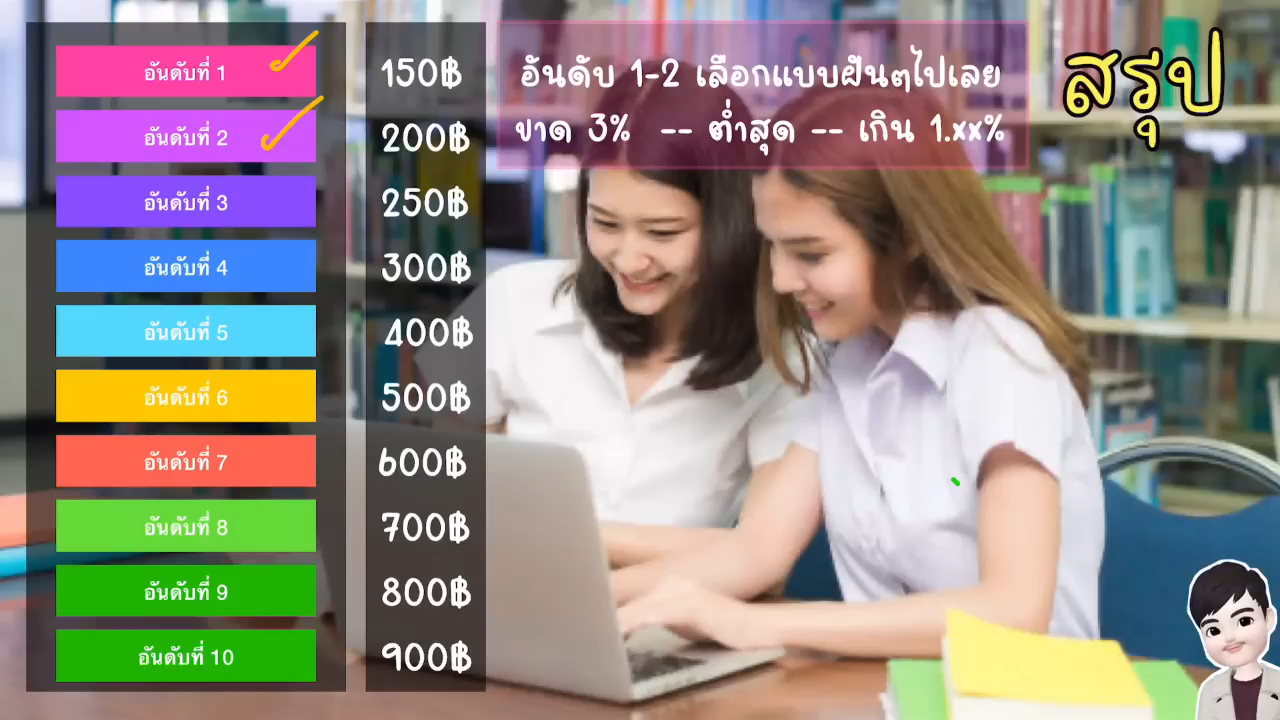 อันดับที่ 1 150฿
อันดับที่ 2 200฿
อันดับที่ 3 250฿
อันดับที่ 4 300฿
อันดับที่ 5 400฿
อันดับที่ 6 500฿
อันดับที่ 7 600฿
อันดับที่ 8 700฿
อันดับที่ 9 800฿
อันดับที่ 10 900฿
อันดับ 1-2 เลือกแบบฝันๆไปเลย
ขาด 3% -- ต่ำสุด -- เกิน 1.xx%
สรุป